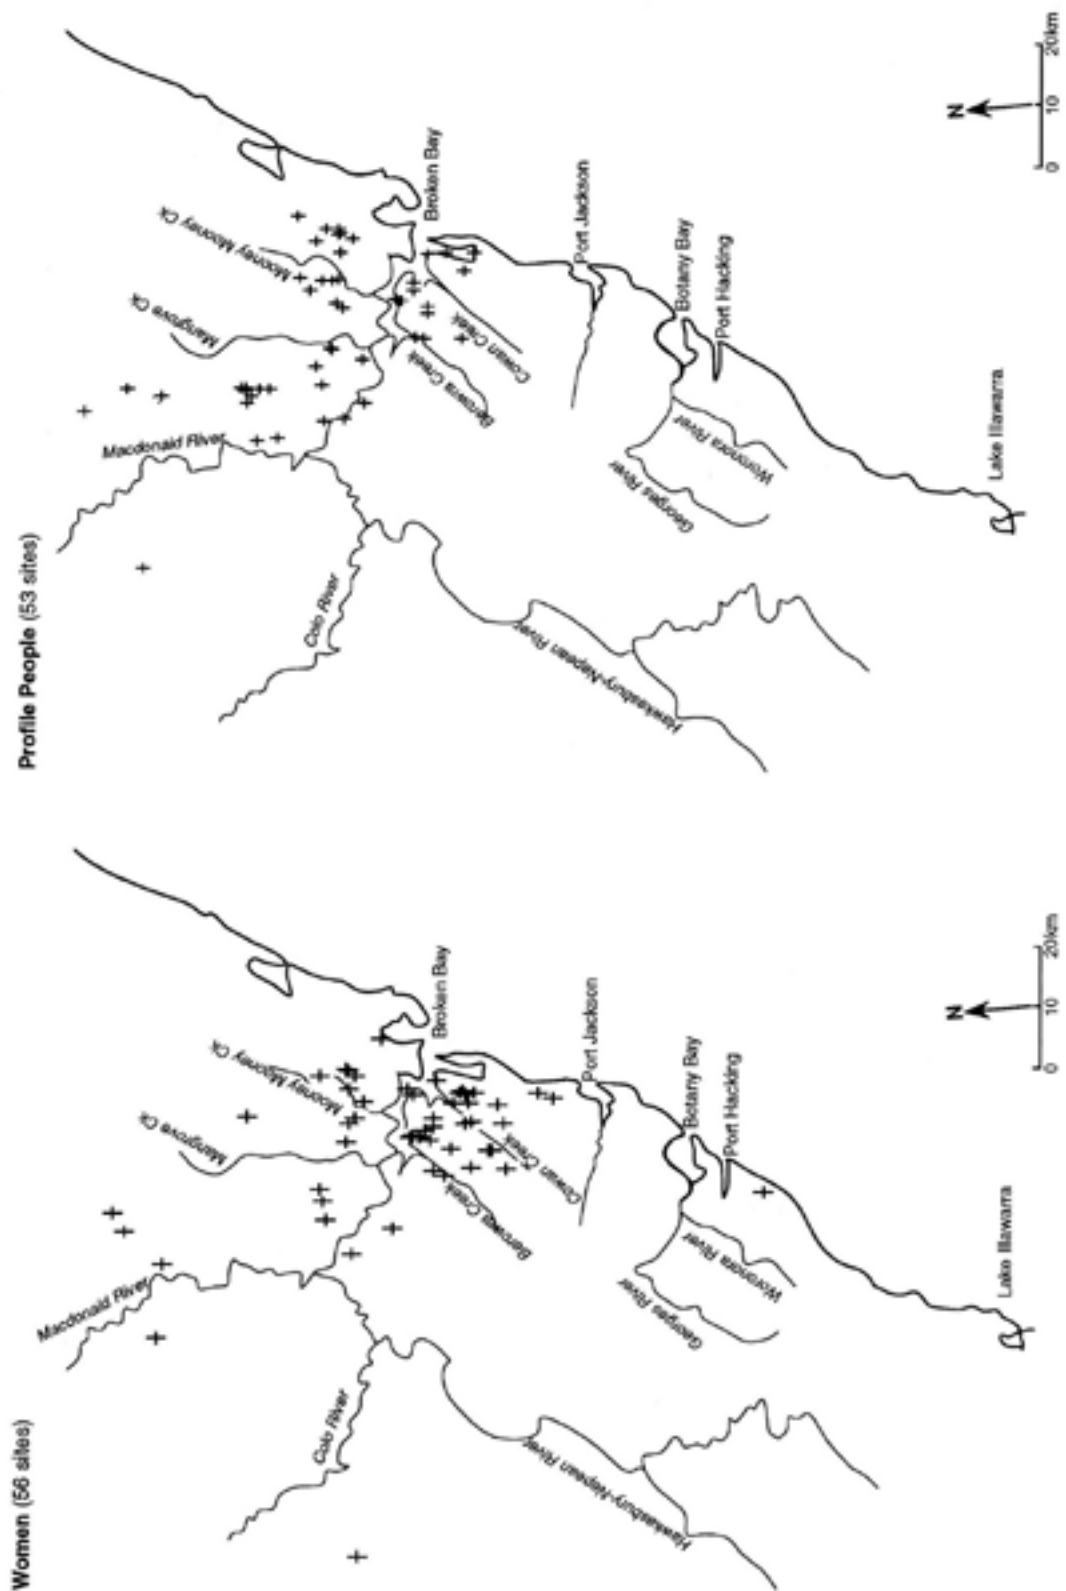 Women (56 sites)
Macdonald River
Mangrove Ck
Mooney Mooney Ck
Colo River
Broken Bay
Berowra Creek
Cowan Creek
Hawkesbury-Nepean River
Port Jackson
Georges River
Woronora River
Botany Bay
Port Hacking
Lake Illawarra
N
0 10 20km
Profile People (53 sites)
Macdonald River
Mangrove Ck
Mooney Mooney Ck
Colo River
Broken Bay
Berowra Creek
Cowan Creek
Hawkesbury-Nepean River
Port Jackson
Georges River
Woronora River
Botany Bay
Port Hacking
Lake Illawarra
N
0 10 20km